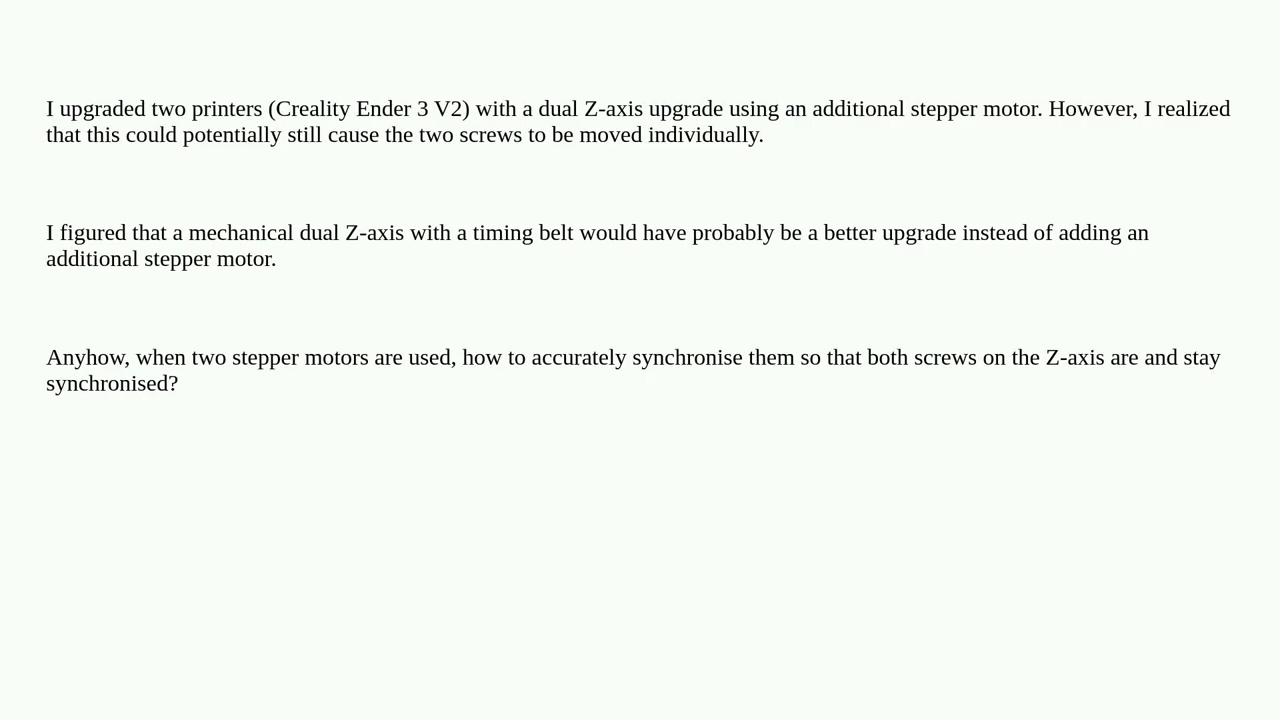 I upgraded two printers (Creality Ender 3 V2) with a dual Z-axis upgrade using an additional stepper motor. However, I realized
that this could potentially still cause the two screws to be moved individually.
I figured that a mechanical dual Z-axis with a timing belt would have probably be a better upgrade instead of adding an
additional stepper motor.
Anyhow, when two stepper motors are used, how to accurately synchronise them so that both screws on the Z-axis are and stay
synchronised?